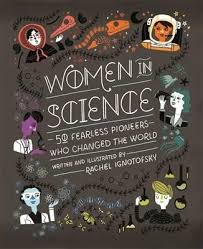 WOMEN IN
SCIENCE
50 FEARLESS PIONEERS
WHO CHANGED THE WORLD
WRITTEN AND ILLUSTRATED BY
RACHEL IGNOTOFSKY